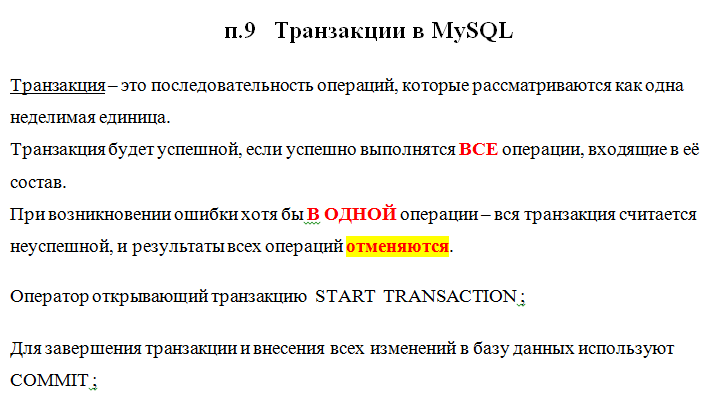 п.9 Транзакции в MySQL
Транзакция – это последовательность операций, которые рассматриваются как одна
неделимая единица.
Транзакция будет успешной, если успешно выполнятся ВСЕ операции, входящие в её
состав.
При возникновении ошибки хотя бы В ОДНОЙ операции – вся транзакция считается
неуспешной, и результаты всех операций отменяются.
Оператор открывающий транзакцию START TRANSACTION ;
Для завершения транзакции и внесения всех изменений в базу данных используют
COMMIT ;